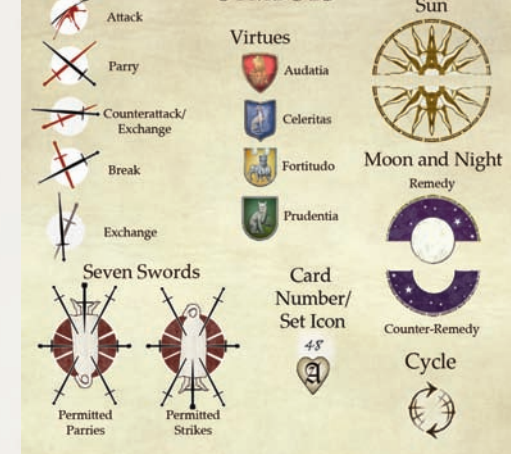 Sun
Attack
Virtues
Parry
Audatia
Counterattack/
Exchange
Celeritas
Moon and Night
Break
Fortitudo
Remedy
Exchange
Prudentia
Seven Swords
Card
Number/
Set Icon
48
A
Counter-Remedy
Cycle
Permitted
Parries
Permitted
Strikes